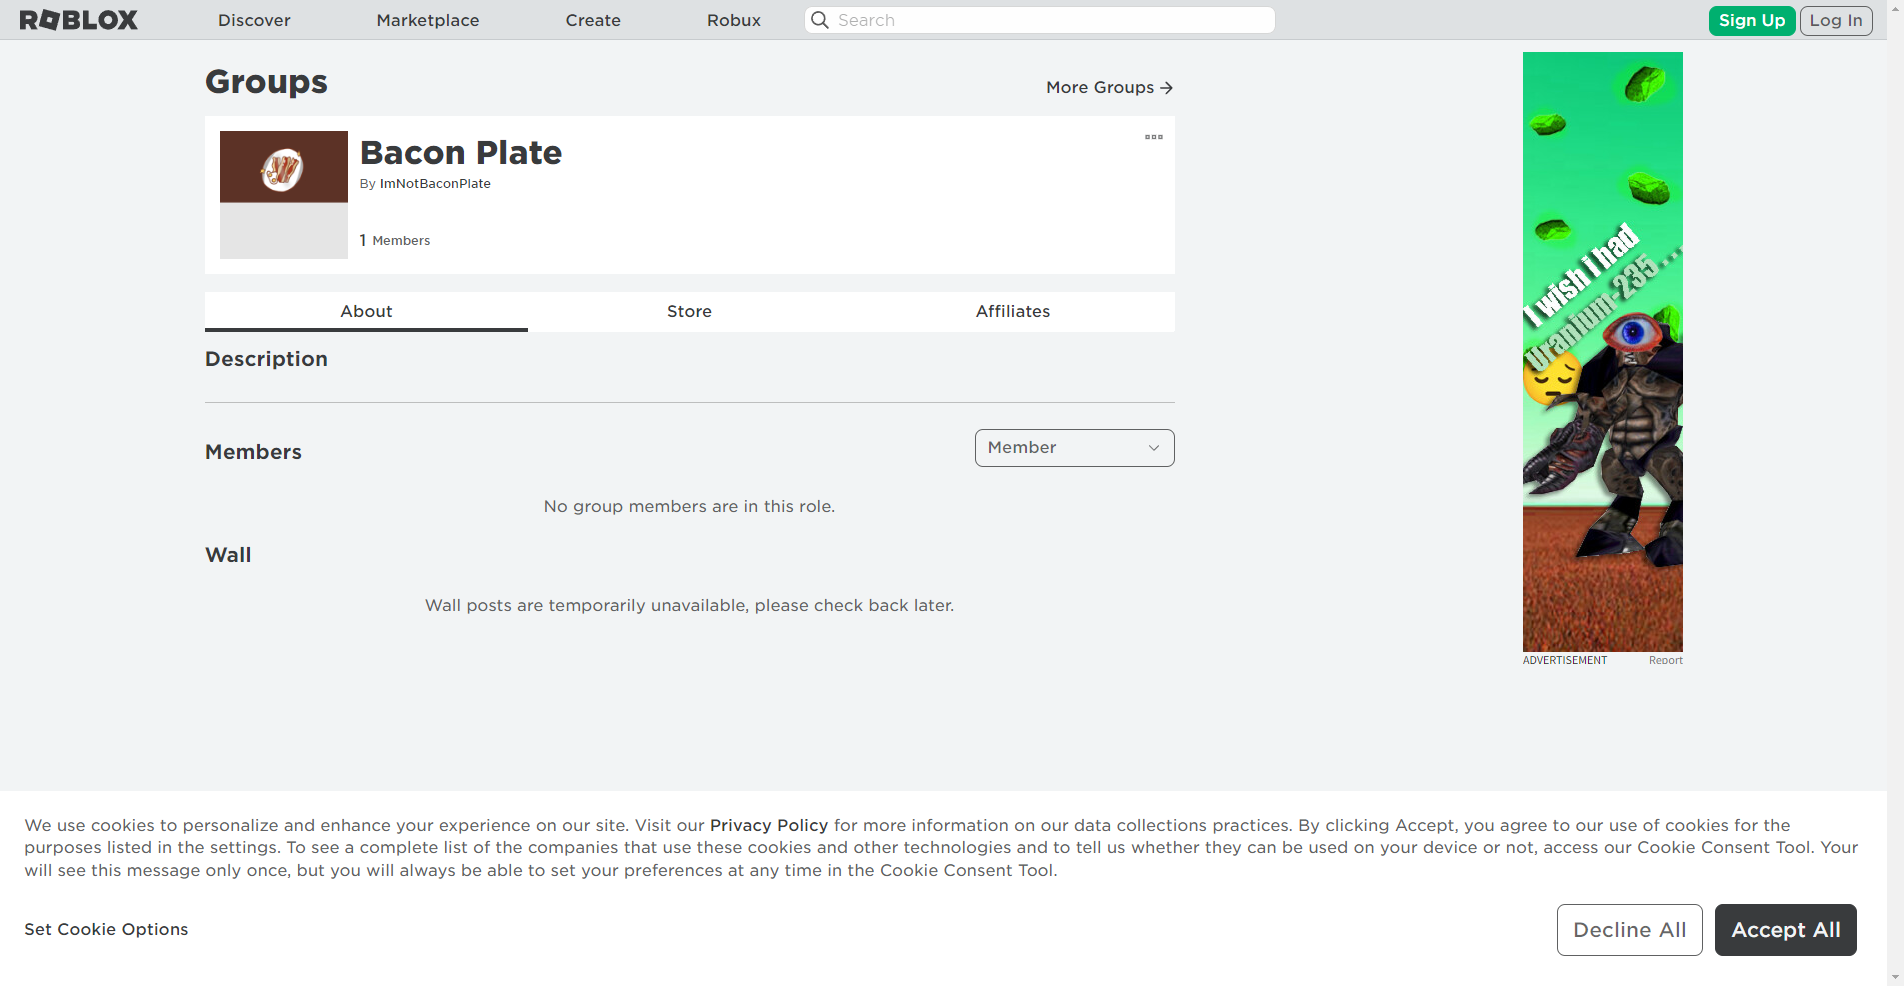 ROBLOX
Discover
Marketplace
Create
Robux
Search
Sign Up
Log In
Groups
More Groups →
Bacon Plate
By ImNotBaconPlate
1 Members
About
Store
Affiliates
Description
Members
Member
No group members are in this role.
Wall
Wall posts are temporarily unavailable, please check back later.
I wish i had
Uranium-235...
ADVERTISEMENT
Report
We use cookies to personalize and enhance your experience on our site. Visit our Privacy Policy for more information on our data collections practices. By clicking Accept, you agree to our use of cookies for the
purposes listed in the settings. To see a complete list of the companies that use these cookies and other technologies and to tell us whether they can be used on your device or not, access our Cookie Consent Tool. Your
will see this message only once, but you will always be able to set your preferences at any time in the Cookie Consent Tool.
Set Cookie Options
Decline All
Accept All